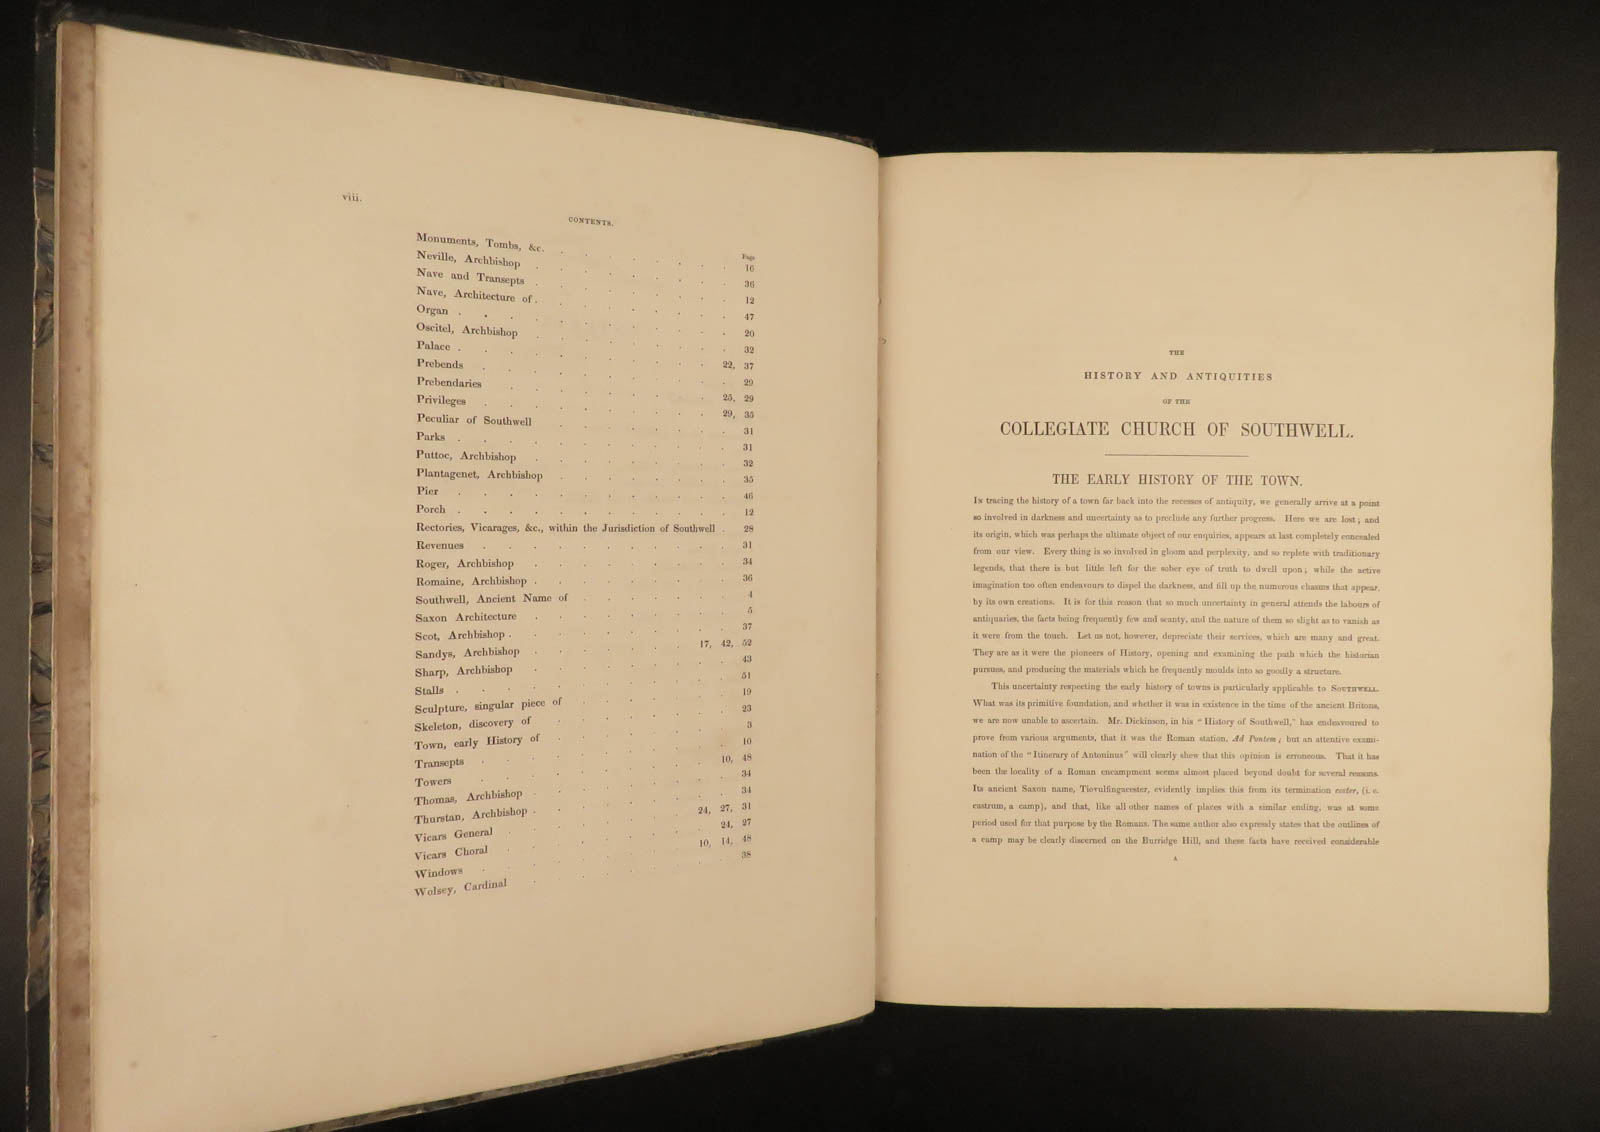 viii.
CONTENTS.
Page
Monuments, Tombs, &c. 16
Neville, Archbishop 36
Nave and Transepts 12
Nave, Architecture of 47
Organ 20
Oscitel, Archbishop 32
Palace 22, 37
Prebends 29
Prebendaries 25, 29
Privileges 29, 35
Peculiar of Southwell 31
Parks 31
Puttoc, Archbishop 32
Plantagenet, Archbishop 35
Pier 46
Porch 12
Rectories, Vicarages, &c., within the Jurisdiction of Southwell 28
Revenues 31
Roger, Archbishop 34
Romaine, Archbishop 36
Southwell, Ancient Name of 4
Saxon Architecture 5
Scot, Archbishop 37
Sandys, Archbishop 17, 42, 52
Sharp, Archbishop 43
Stalls 51
Sculpture, singular piece of 19
Skeleton, discovery of 23
Town, early History of 3
Transepts 10
Towers 10, 48
Thomas, Archbishop 34
Thurstan, Archbishop 34
Vicars General 24, 27, 31
Vicars Choral 24, 27
Windows 10, 14, 48
Wolsey, Cardinal 38
THE
HISTORY AND ANTIQUITIES
OF THE
COLLEGIATE CHURCH OF SOUTHWELL.
THE EARLY HISTORY OF THE TOWN.
IN tracing the history of a town far back into the recesses of antiquity, we generally arrive at a point
so involved in darkness and uncertainty as to preclude any further progress. Here we are lost; and
its origin, which was perhaps the ultimate object of our enquiries, appears at last completely concealed
from our view. Every thing is so involved in gloom and perplexity, and so replete with traditionary
legends, that there is but little left for the sober eye of truth to dwell upon; while the active
imagination too often endeavours to dispel the darkness, and fill up the numerous chasms that appear,
by its own creations. It is for this reason that so much uncertainty in general attends the labours of
antiquaries, the facts being frequently few and scanty, and the nature of them so slight as to vanish as
it were from the touch. Let us not, however, depreciate their services, which are many and great.
They are as it were the pioneers of History, opening and examining the path which the historian
pursues, and producing the materials which he frequently moulds into so goodly a structure.
This uncertainty respecting the early history of towns is particularly applicable to SOUTHWELL.
What was its primitive foundation, and whether it was in existence in the time of the ancient Britons,
we are now unable to ascertain. Mr. Dickinson, in his "History of Southwell," has endeavoured to
prove from various arguments, that it was the Roman station, Ad Pontem; but an attentive exami-
nation of the "Itinerary of Antoninus" will clearly shew that this opinion is erroneous. That it has
been the locality of a Roman encampment seems almost placed beyond doubt for several reasons.
Its ancient Saxon name, Tiovulfingacester, evidently implies this from its termination cester, (i. e.
castrum, a camp), and that, like all other names of places with a similar ending, was at some
period used for that purpose by the Romans. The same author also expressly states that the outlines of
a camp may be clearly discerned on the Burridge Hill, and these facts have received considerable
A